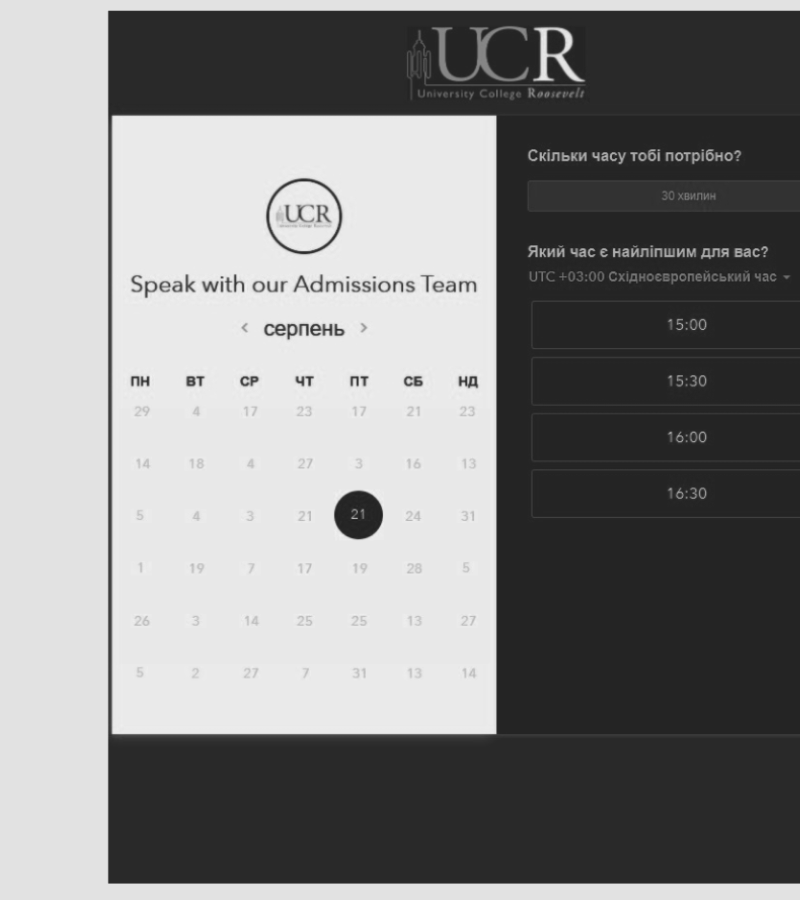 UCR
University College Roosevelt
UCR
Speak with our Admissions Team
< серпень >
ПН ВТ СР ЧТ ПТ СБ НД
29 4 17 23 17 21 23
14 18 4 27 3 16 13
5 4 3 21 21 24 31
1 19 7 17 19 28 5
26 3 14 25 25 13 27
5 2 27 7 31 13 14
Скільки часу тобі потрібно?
30 хвилин
Який час є найліпшим для вас?
UTC +03:00 Східноєвропейський час
15:00
15:30
16:00
16:30